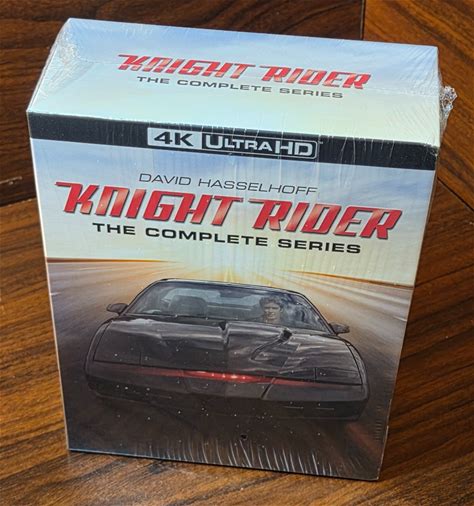 KNIGHT RIDER
THE COMPLETE SERIES
4K ULTRA HD
DAVID HASSELHOFF
KNIGHT RIDER
THE COMPLETE SERIES